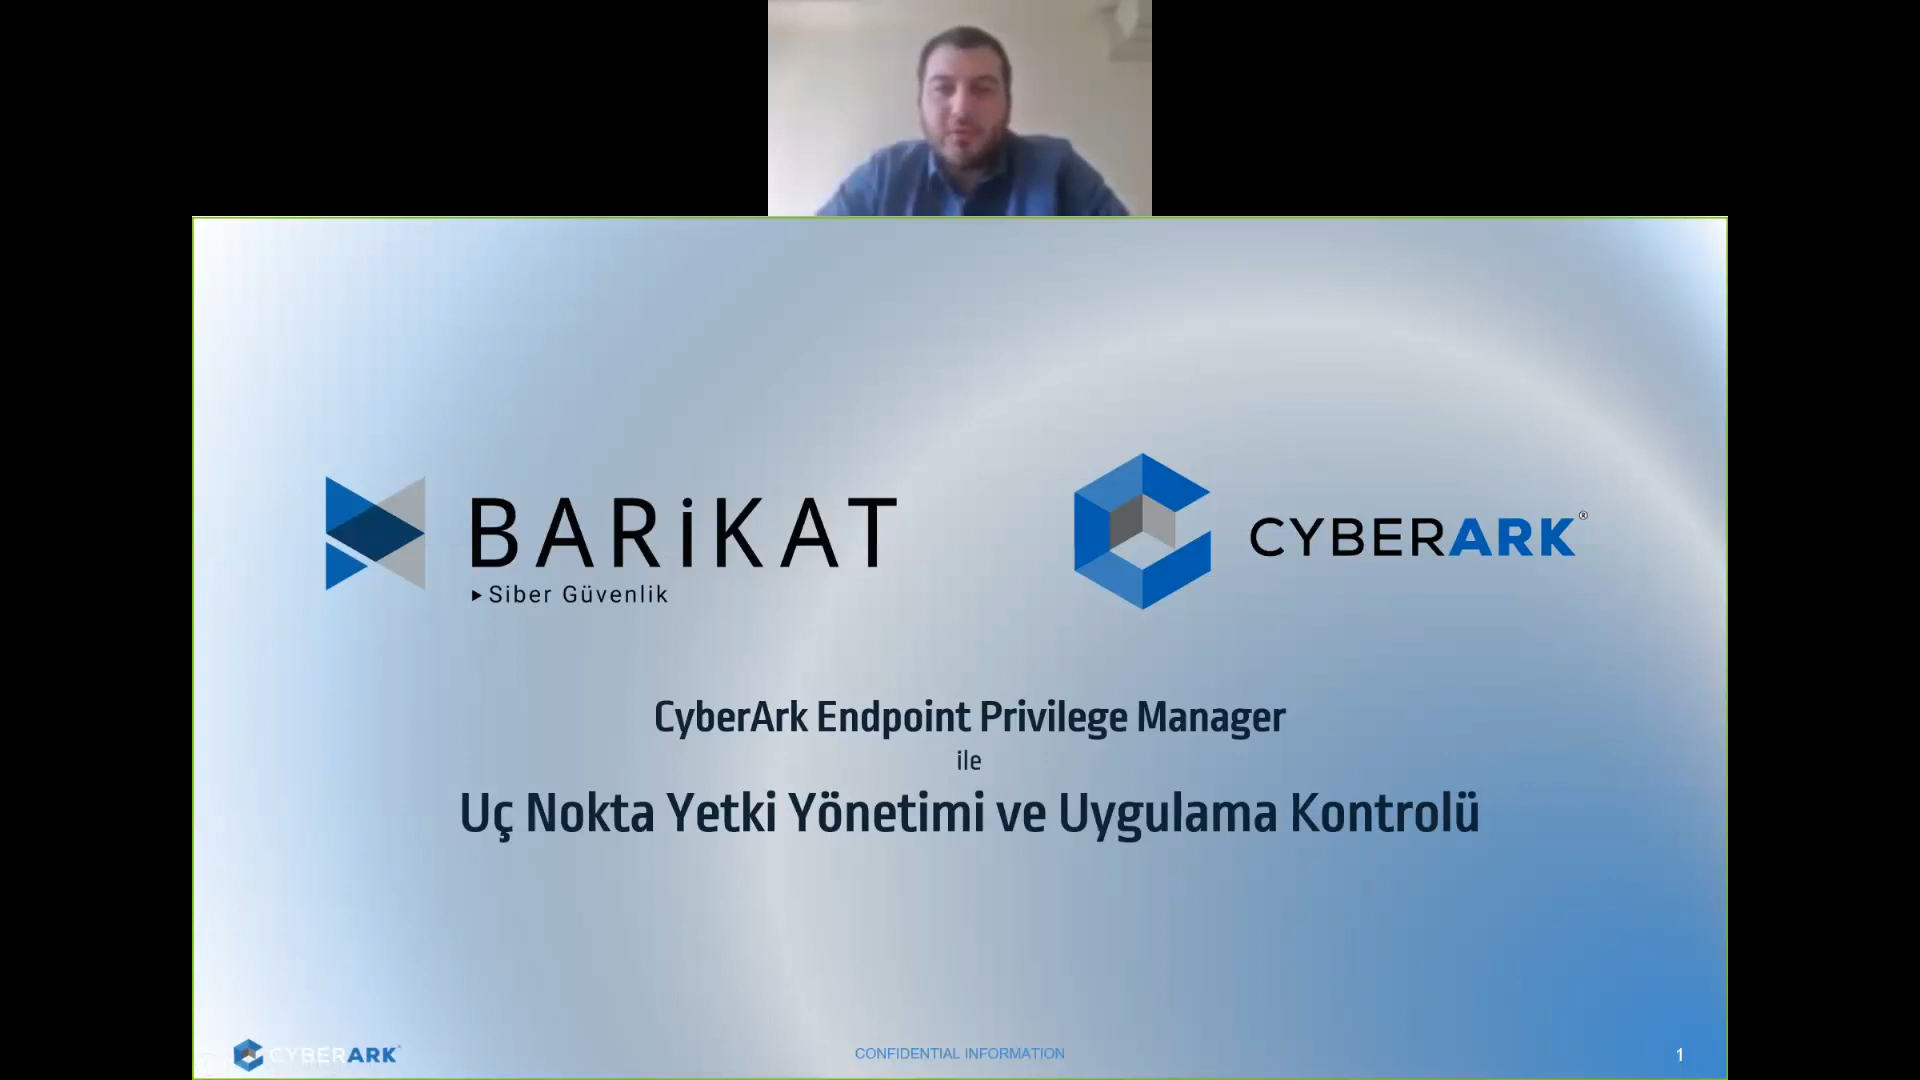 BARiKAT
Siber Güvenlik
CYBERARK®
CyberArk Endpoint Privilege Manager
ile
Uç Nokta Yetki Yönetimi ve Uygulama Kontrolü
CYBERARK
CONFIDENTIAL INFORMATION
1